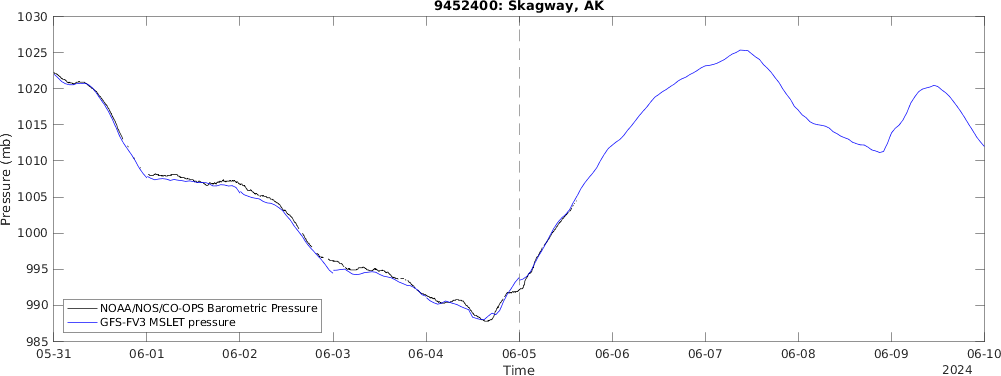 9452400: Skagway, AK
1030
1025
1020
1015
1010
1005
1000
995
990
985
Pressure (mb)
NOAA/NOS/CO-OPS Barometric Pressure
GFS-FV3 MSLET pressure
05-31 06-01 06-02 06-03 06-04 06-05 06-06 06-07 06-08 06-09 06-10
Time
2024